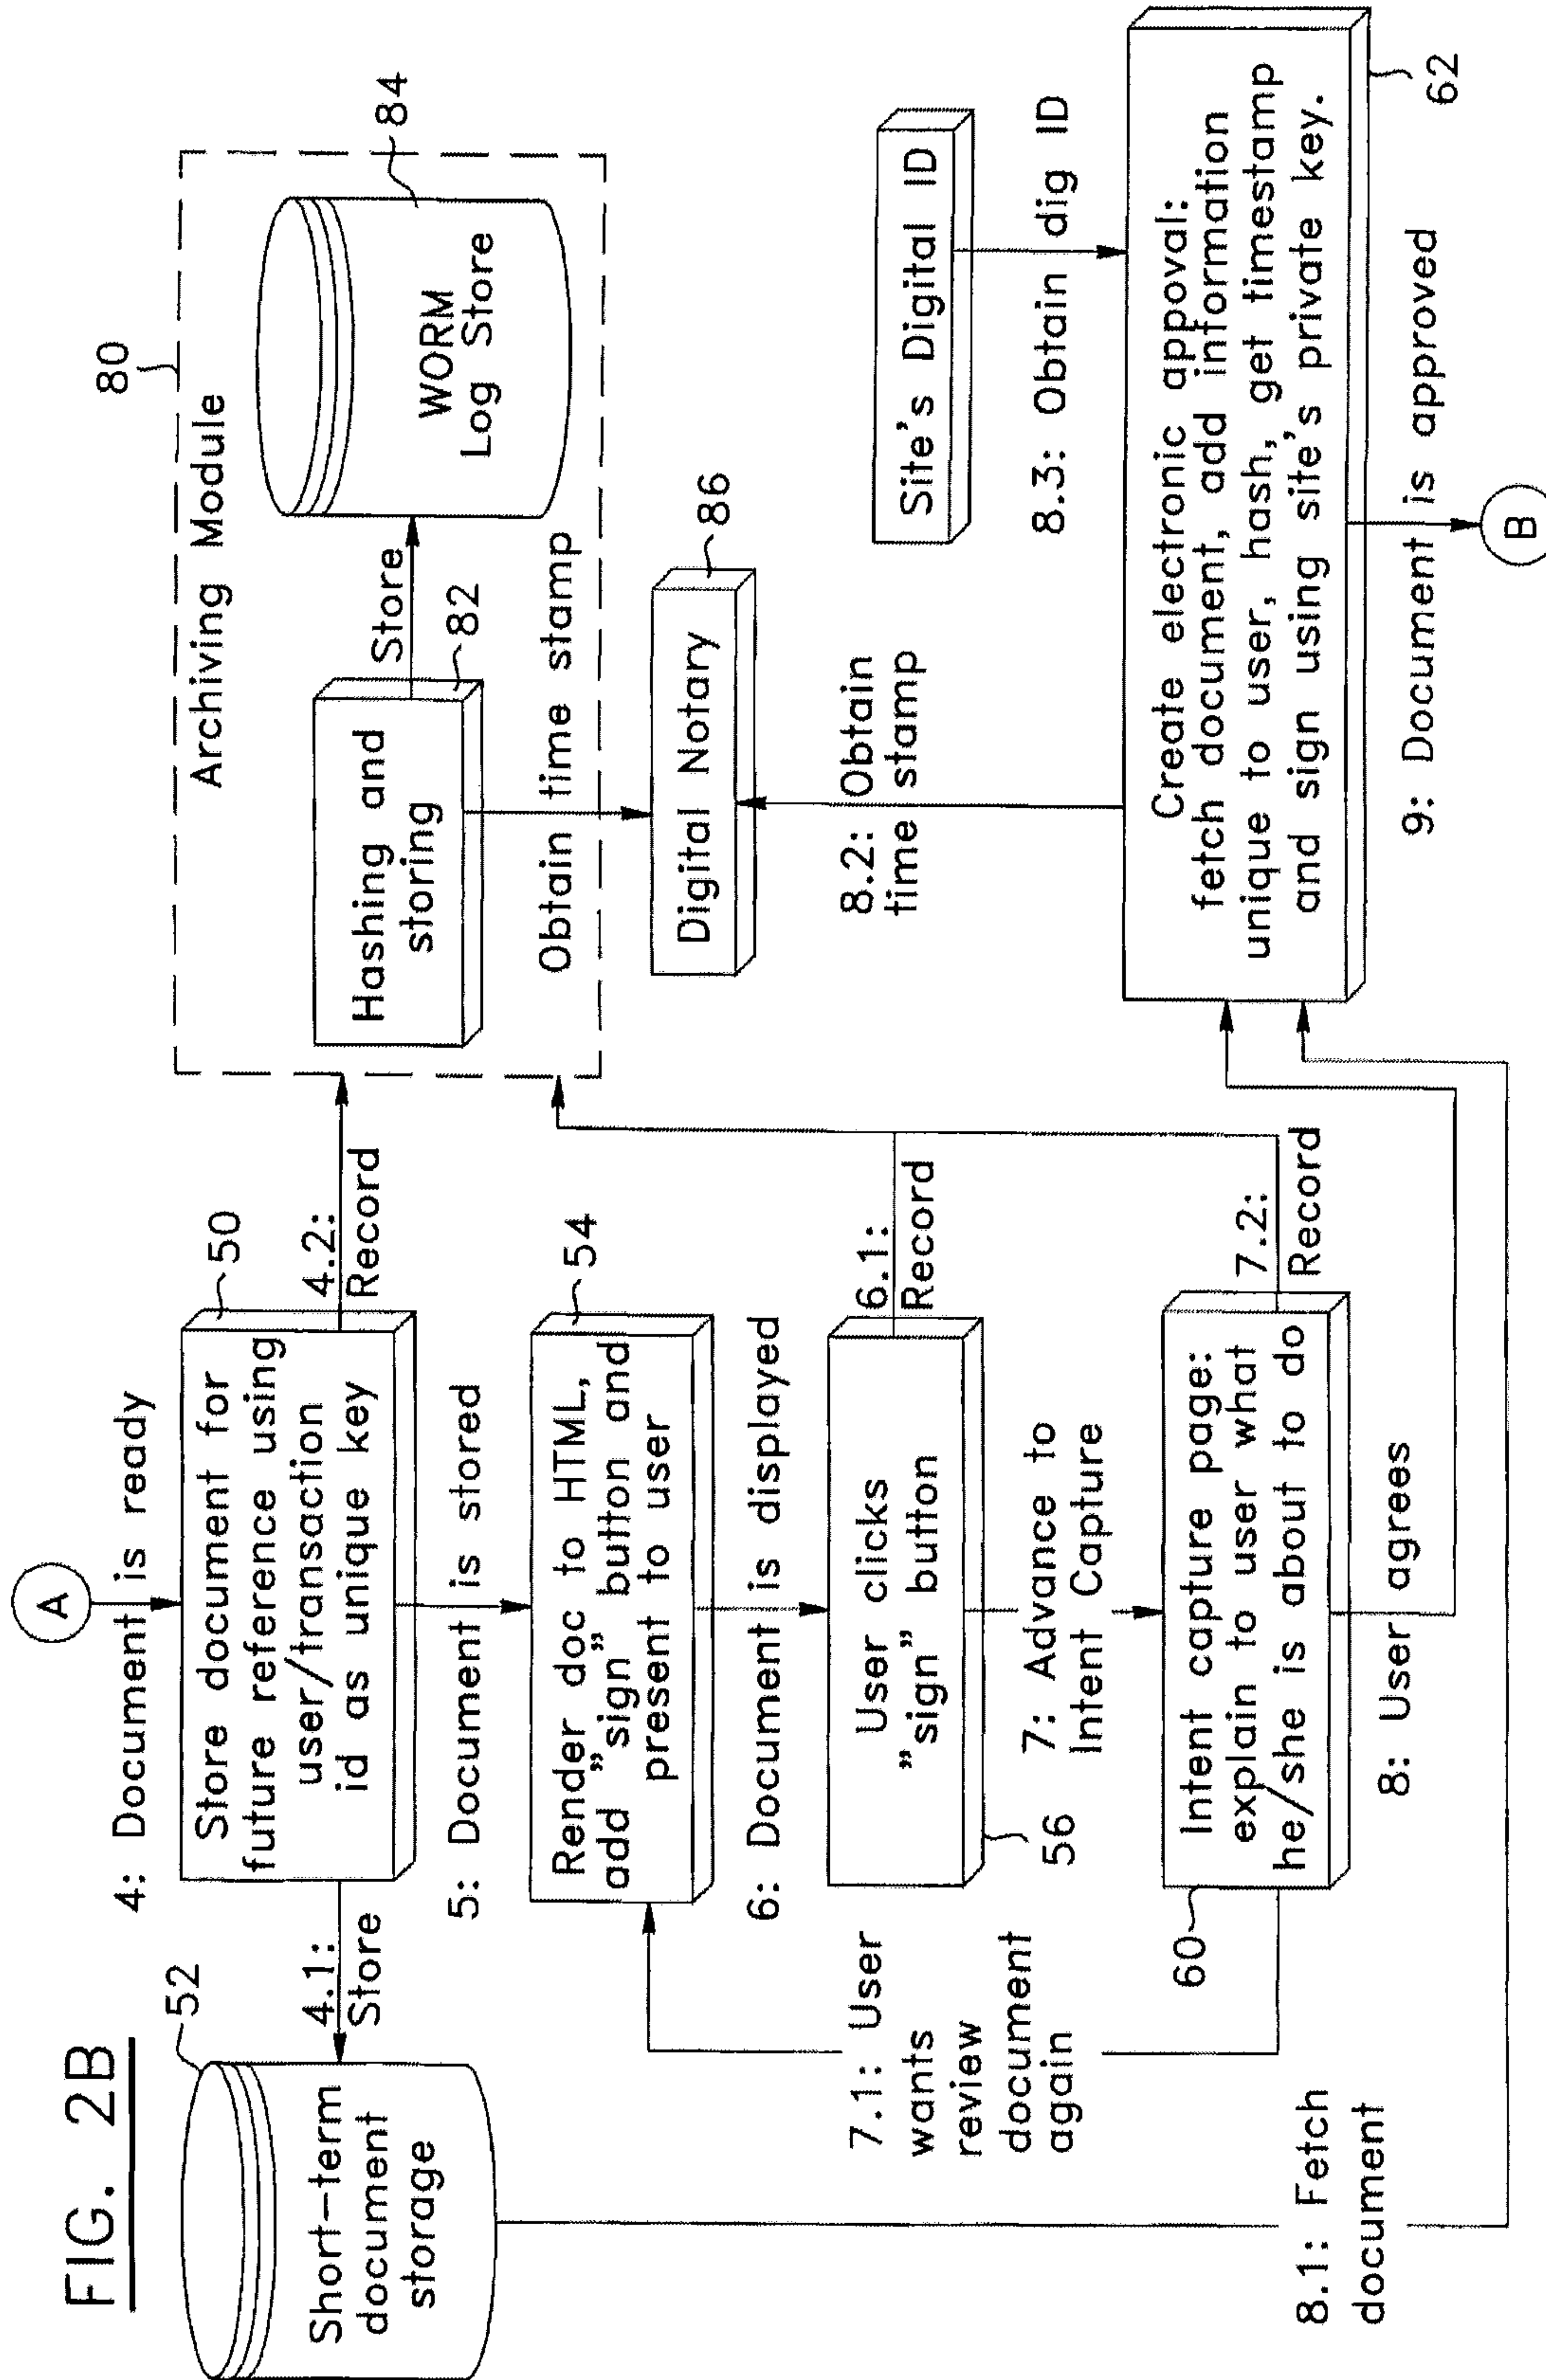 FIG. 2B
A
4: Document is ready
Store document for
future reference using
user/transaction
id as unique key
50
4.1:
Store
52
Short-term
document
storage
4.2:
Record
80
Archiving Module
Hashing and
storing
82
Store
WORM
Log Store
84
Obtain time stamp
Digital Notary
86
5: Document is stored
Render doc to HTML,
add "sign" button and
present to user
54
6: Document is displayed
User clicks
"sign" button
56
6.1:
Record
7: Advance to
Intent Capture
7.1: User
wants
review
document
again
Intent capture page:
explain to user what
he/she is about to do
60
7.2:
Record
8: User agrees
8.1: Fetch
document
8.2: Obtain
time stamp
Site's Digital ID
8.3: Obtain dig ID
Create electronic approval:
fetch document, add information
unique to user, hash, get timestamp
and sign using site's private key.
62
9: Document is approved
B